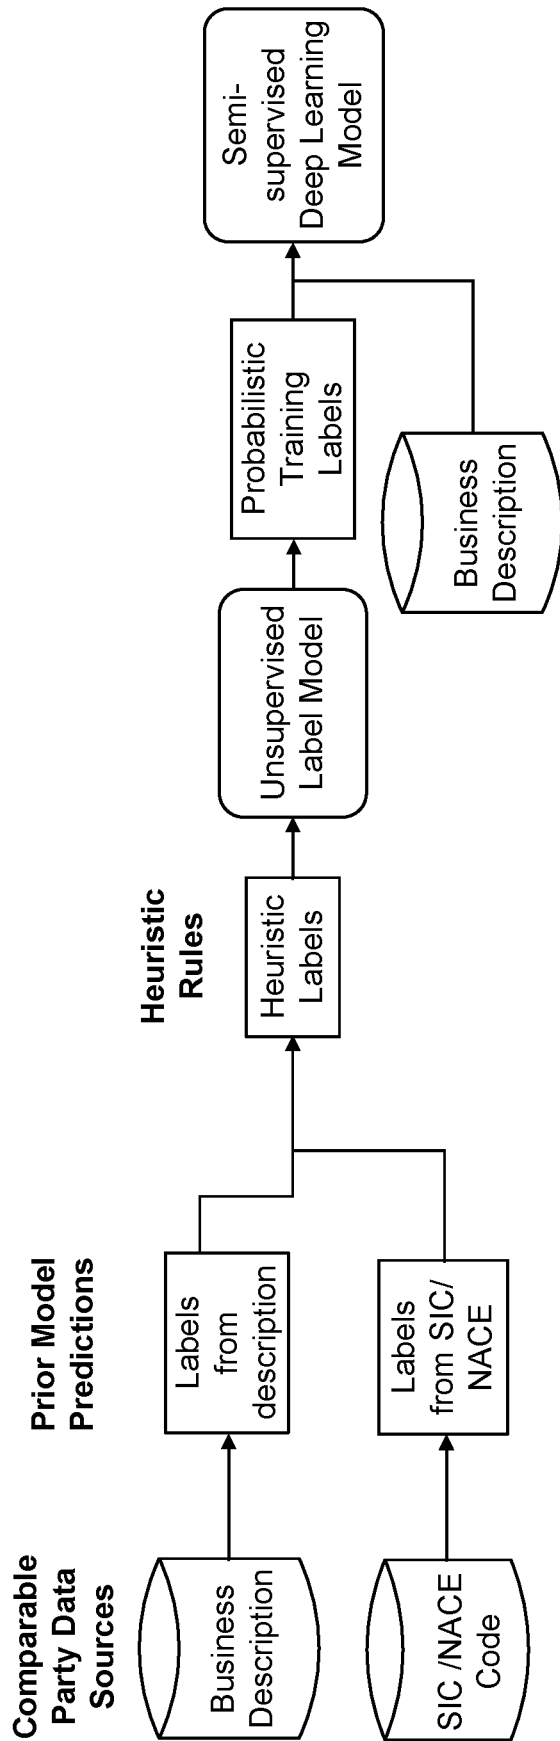 Comparable
Party Data
Sources
Business
Description
SIC /NACE
Code
Prior Model
Predictions
Labels
from
description
Labels
from SIC/
NACE
Heuristic
Rules
Heuristic
Labels
Unsupervised
Label Model
Probabilistic
Training
Labels
Business
Description
Semi-
supervised
Deep Learning
Model